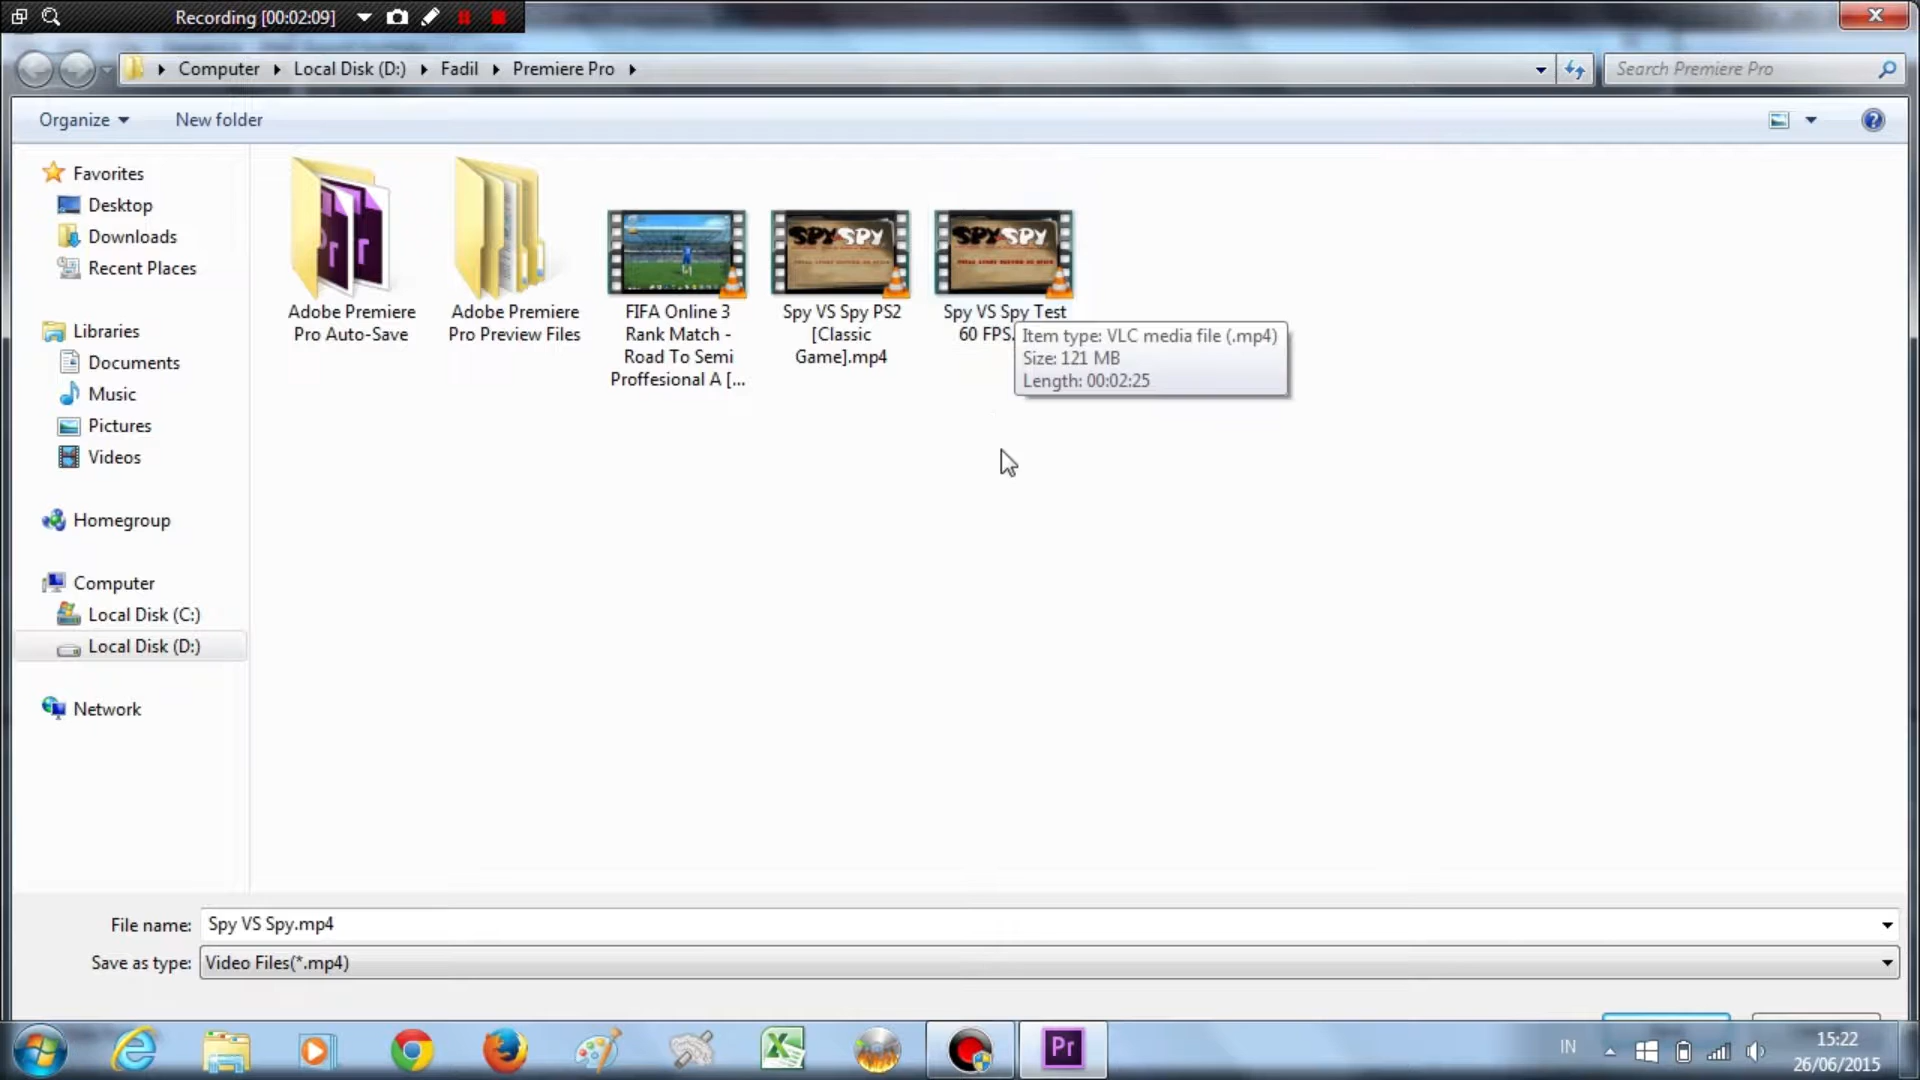 Recording [00:02:09]
Computer Local Disk (D:) Fadil Premiere Pro
Search Premiere Pro
Organize
New folder
Favorites
Desktop
Downloads
Recent Places
Libraries
Documents
Music
Pictures
Videos
Homegroup
Computer
Local Disk (C:)
Local Disk (D:)
Network
Adobe Premiere
Pro Auto-Save
Adobe Premiere
Pro Preview Files
FIFA Online 3
Rank Match -
Road To Semi
Proffesional A [...
SPY SPY
Spy VS Spy PS2
[Classic
Game].mp4
SPY SPY
Spy VS Spy Test
60 FPS.
Item type: VLC media file (.mp4)
Size: 121 MB
Length: 00:02:25
File name: Spy VS Spy.mp4
Save as type: Video Files(*.mp4)
Pr
IN
15:22
26/06/2015